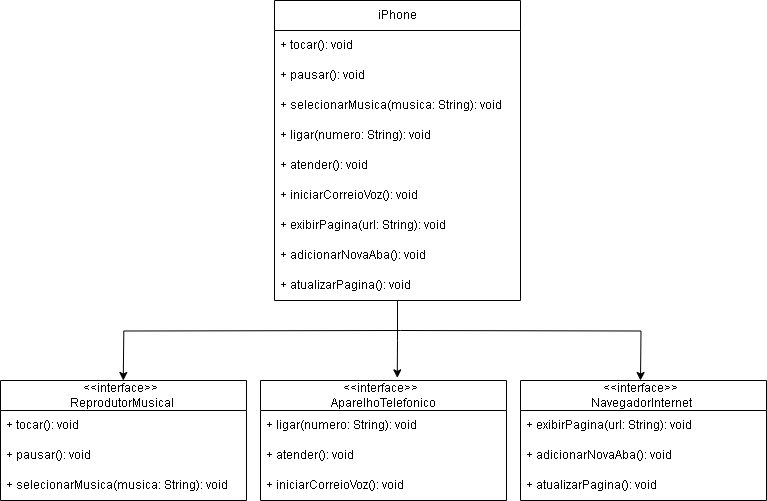 iPhone
+ tocar(): void
+ pausar(): void
+ selecionarMusica(musica: String): void
+ ligar(numero: String): void
+ atender(): void
+ iniciarCorreioVoz(): void
+ exibirPagina(url: String): void
+ adicionarNovaAba(): void
+ atualizarPagina(): void
<<interface>>
ReprodutorMusical
+ tocar(): void
+ pausar(): void
+ selecionarMusica(musica: String): void
<<interface>>
AparelhoTelefonico
+ ligar(numero: String): void
+ atender(): void
+ iniciarCorreioVoz(): void
<<interface>>
NavegadorInternet
+ exibirPagina(url: String): void
+ adicionarNovaAba(): void
+ atualizarPagina(): void